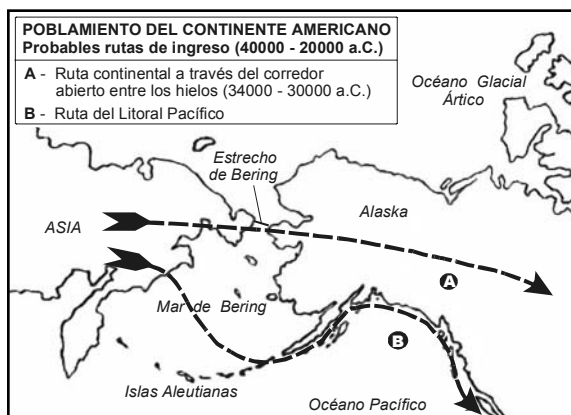 POBLAMIENTO DEL CONTINENTE AMERICANO
Probables rutas de ingreso (40000 - 20000 a.C.)
A - Ruta continental a través del corredor
abierto entre los hielos (34000 - 30000 a.C.)
B - Ruta del Litoral Pacífico
Océano Glacial
Ártico
Estrecho
de Bering
ASIA
Alaska
A
Mar de Bering
B
Islas Aleutianas
Océano Pacífico